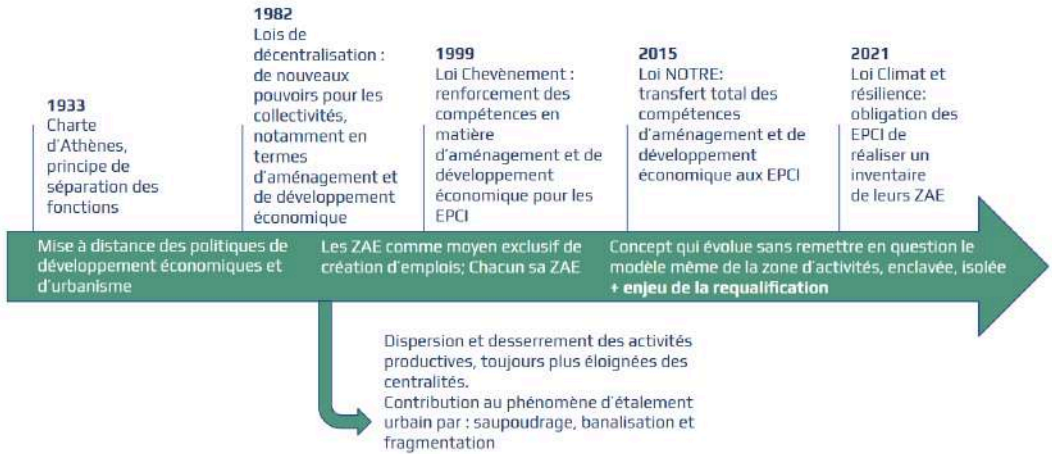 1933
Charte
d'Athènes,
principe de
séparation des
fonctions
1982
Lois de
décentralisation :
de nouveaux
pouvoirs pour les
collectivités,
notamment en
termes
d'aménagement et
de développement
économique
1999
Loi Chevènement :
renforcement des
compétences en
matière
d'aménagement et de
développement
économique pour les
EPCI
2015
Loi NOTRE:
transfert total des
compétences
d'aménagement et de
développement
économique aux EPCI
2021
Loi Climat et
résilience:
obligation des
EPCI de
réaliser un
inventaire
de leurs ZAE
Mise à distance des politiques de
développement économiques et
d'urbanisme
Les ZAE comme moyen exclusif de
création d'emplois; Chacun sa ZAE
Concept qui évolue sans remettre en question le
modèle même de la zone d'activités, enclavée, isolée
+ enjeu de la requalification
Dispersion et desserrement des activités
productives, toujours plus éloignées des
centralités.
Contribution au phénomène d'étalement
urbain par : saupoudrage, banalisation et
fragmentation